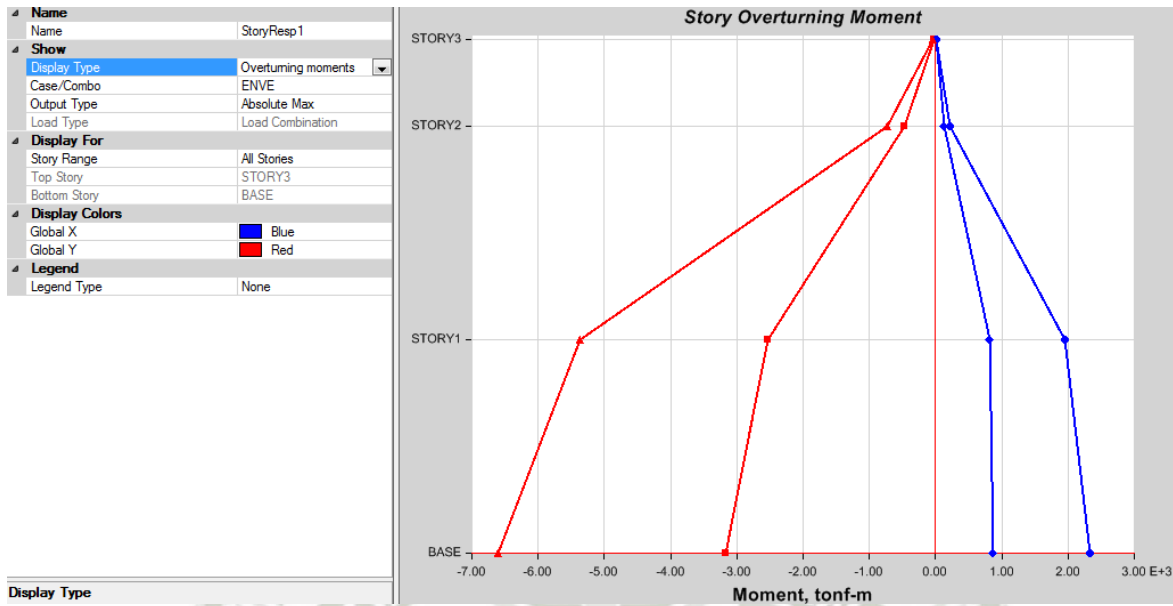 Name
Name StoryResp1
Show
Display Type Overturning moments
Case/Combo ENVE
Output Type Absolute Max
Load Type Load Combination
Display For
Story Range All Stories
Top Story STORY3
Bottom Story BASE
Display Colors
Global X Blue
Global Y Red
Legend
Legend Type None
Display Type
Story Overturning Moment
STORY3
STORY2
STORY1
BASE
-7.00 -6.00 -5.00 -4.00 -3.00 -2.00 -1.00 0.00 1.00 2.00 3.00 E+3
Moment, tonf-m